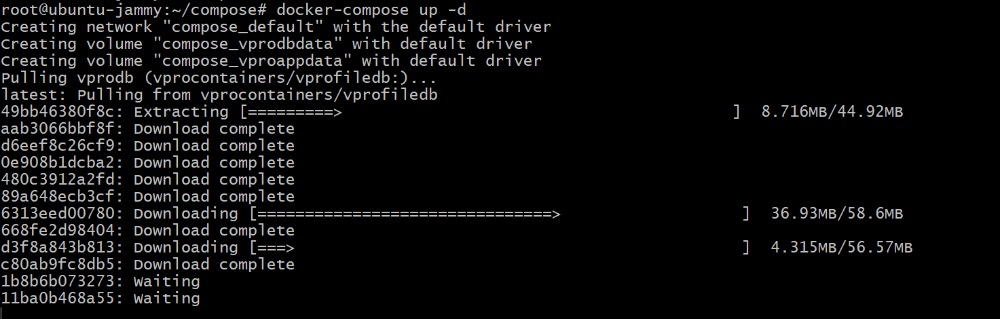 root@ubuntu-jammy:~/compose# docker-compose up -d
Creating network "compose_default" with the default driver
Creating volume "compose_vprodbdata" with default driver
Creating volume "compose_vproappdata" with default driver
Pulling vprodb (vprocontainers/vprofiledb:)...
latest: Pulling from vprocontainers/vprofiledb
49bb46380f8c: Extracting [=========>                                         ]  8.716MB/44.92MB
aab3066bbf8f: Download complete
d6eef8c26cf9: Download complete
0e908b1dcba2: Download complete
480c3912a2fd: Download complete
89a648ecb3cf: Download complete
6313eed00780: Downloading [===============================>                   ]  36.93MB/58.6MB
668fe2d98404: Download complete
d3f8a843b813: Downloading [===>                                               ]  4.315MB/56.57MB
c80ab9fc8db5: Download complete
1b8b6b073273: Waiting
11ba0b468a55: Waiting